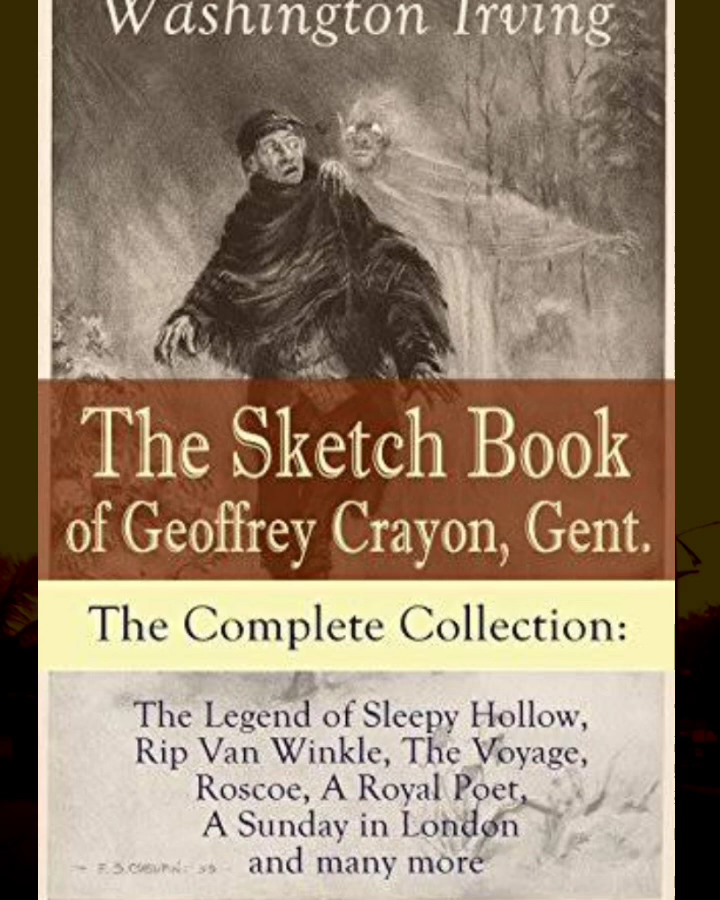 Washington Irving
The Sketch Book
of Geoffrey Crayon, Gent.
The Complete Collection:
The Legend of Sleepy Hollow,
Rip Van Winkle, The Voyage,
Roscoe, A Royal Poet,
A Sunday in London
and many more